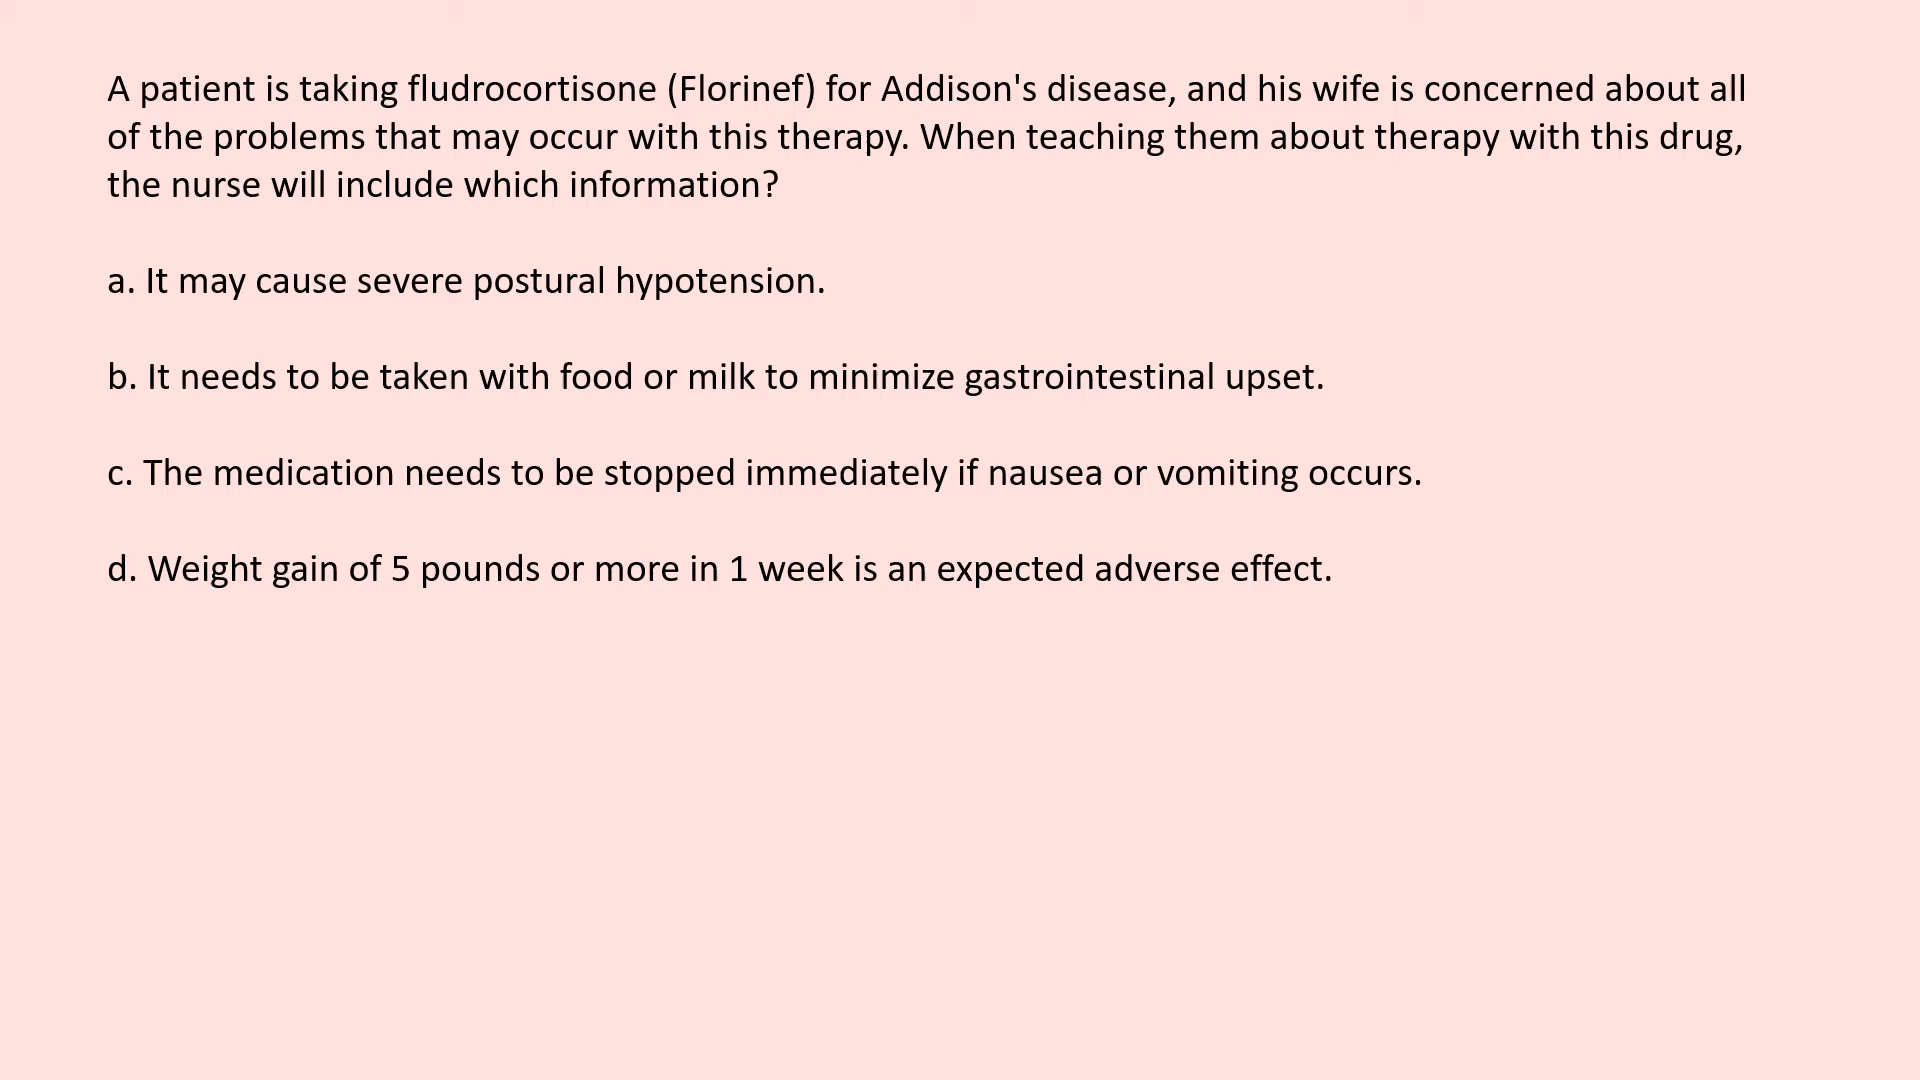 A patient is taking fludrocortisone (Florinef) for Addison's disease, and his wife is concerned about all
of the problems that may occur with this therapy. When teaching them about therapy with this drug,
the nurse will include which information?
a. It may cause severe postural hypotension.
b. It needs to be taken with food or milk to minimize gastrointestinal upset.
c. The medication needs to be stopped immediately if nausea or vomiting occurs.
d. Weight gain of 5 pounds or more in 1 week is an expected adverse effect.